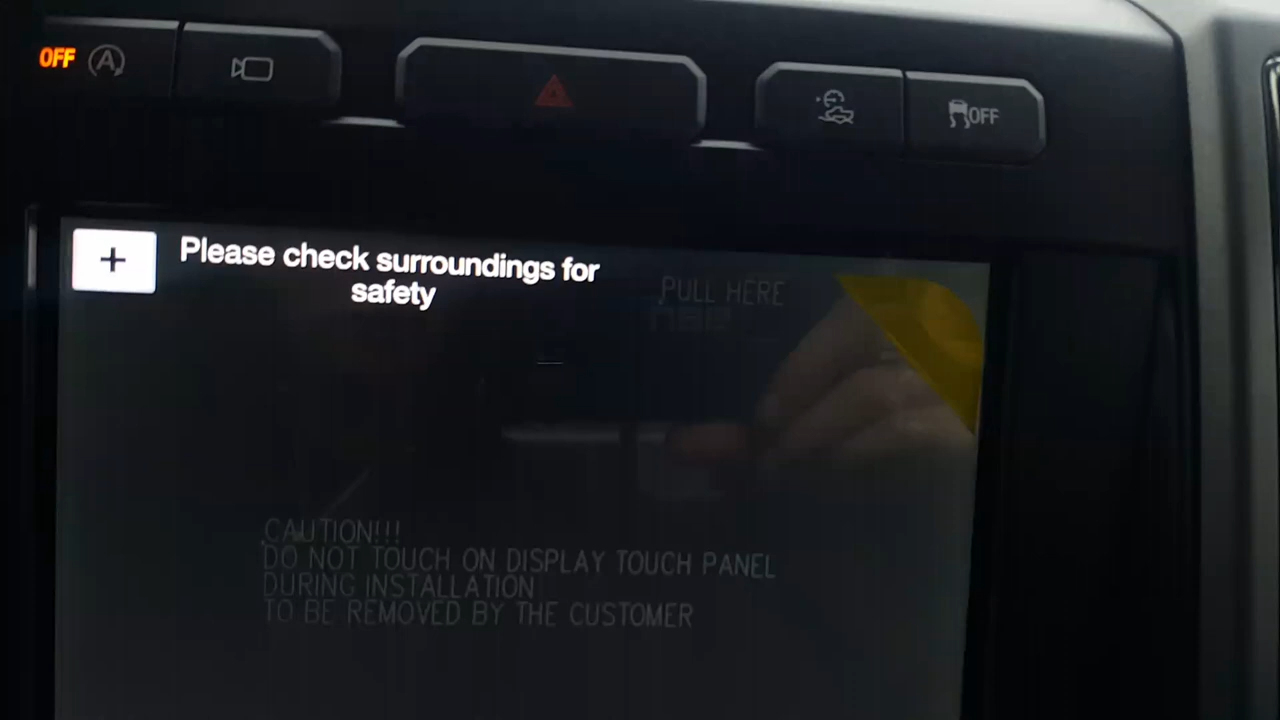 OFF A
OFF
+
Please check surroundings for
safety
PULL HERE
CAUTION!!!
DO NOT TOUCH ON DISPLAY TOUCH PANEL
DURING INSTALLATION
TO BE REMOVED BY THE CUSTOMER